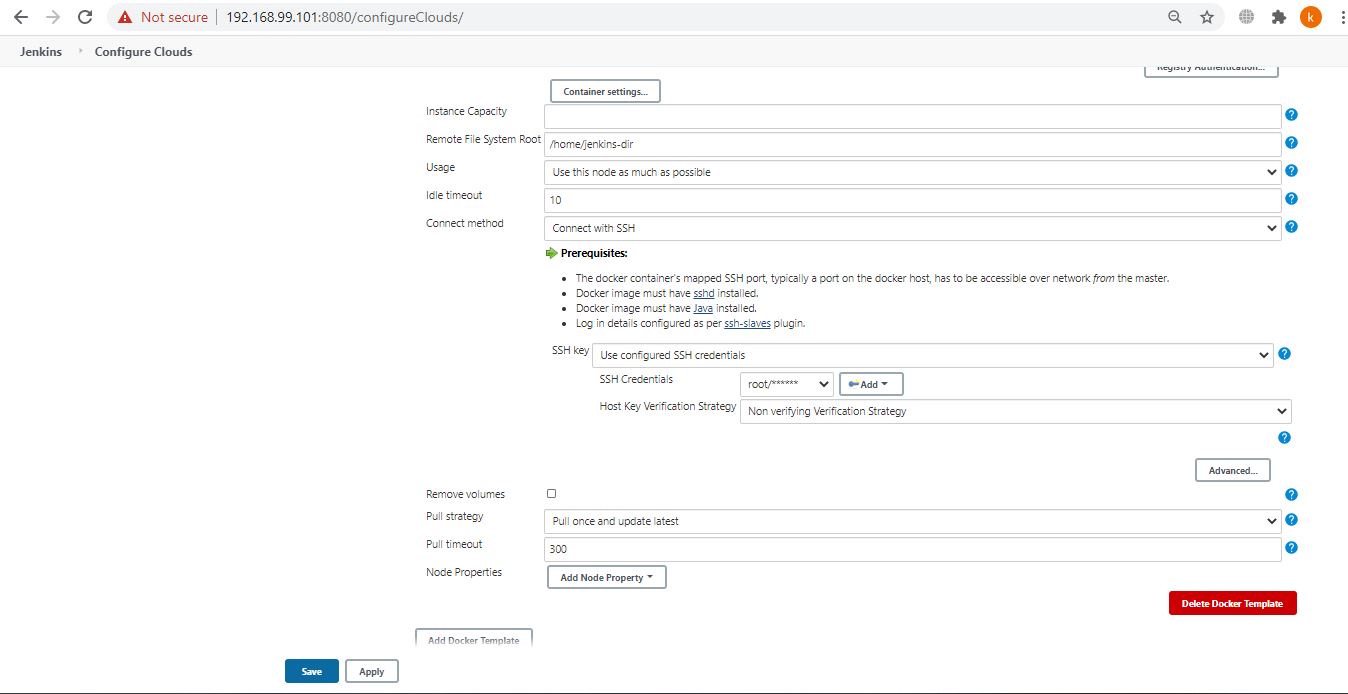 Not secure 192.168.99.101:8080/configureClouds/
k
Jenkins Configure Clouds
Registry Authentication...
Container settings...
Instance Capacity
Remote File System Root /home/jenkins-dir
Usage Use this node as much as possible
Idle timeout 10
Connect method Connect with SSH
Prerequisites:
The docker container's mapped SSH port, typically a port on the docker host, has to be accessible over network from the master.
Docker image must have sshd installed.
Docker image must have Java installed.
Log in details configured as per ssh-slaves plugin.
SSH key Use configured SSH credentials
SSH Credentials root/****** Add
Host Key Verification Strategy Non verifying Verification Strategy
Advanced...
Remove volumes
Pull strategy Pull once and update latest
Pull timeout 300
Node Properties Add Node Property
Delete Docker Template
Add Docker Template
Save Apply